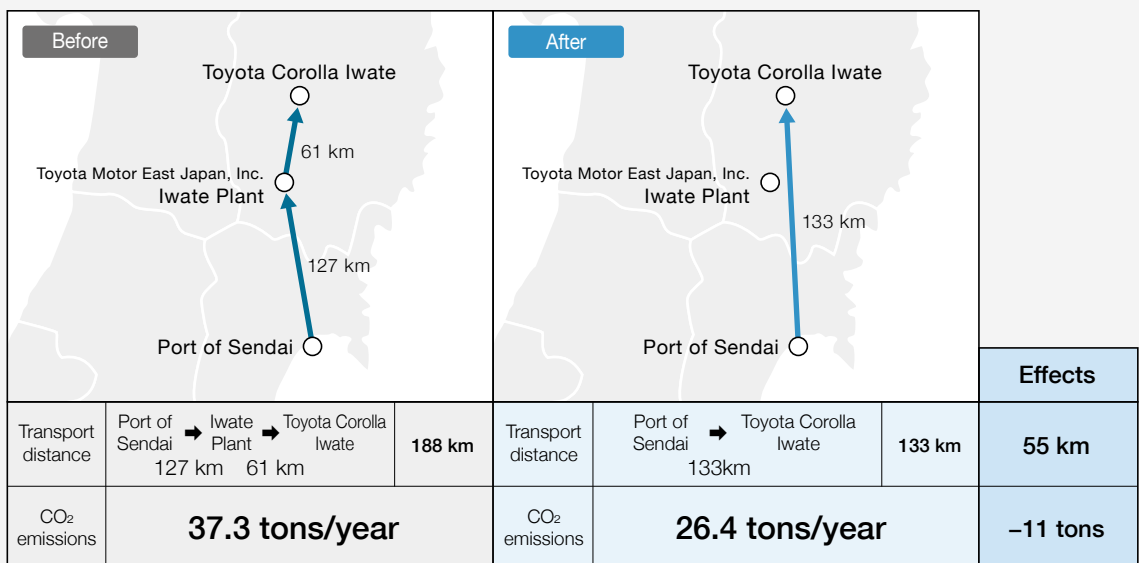 Before
Toyota Corolla Iwate
61 km
Toyota Motor East Japan, Inc.
Iwate Plant
127 km
Port of Sendai
After
Toyota Corolla Iwate
Toyota Motor East Japan, Inc.
Iwate Plant
133 km
Port of Sendai
Effects
Transport
distance
Port of
Sendai
➡
Iwate
Plant
➡
Toyota Corolla
Iwate
127 km
61 km
188 km
Transport
distance
Port of
Sendai
➡
Toyota Corolla
Iwate
133km
133 km
55 km
CO₂
emissions
37.3 tons/year
CO₂
emissions
26.4 tons/year
–11 tons